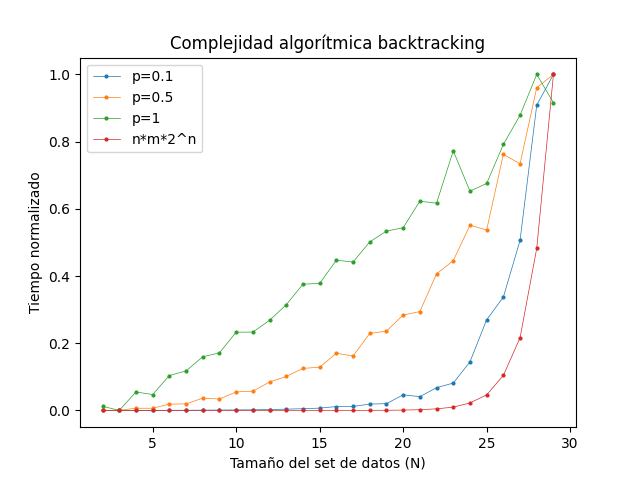 Complejidad algorítmica backtracking
p=0.1
p=0.5
p=1
n*m*2^n
Tiempo normalizado
1.0
0.8
0.6
0.4
0.2
0.0
5 10 15 20 25 30
Tamaño del set de datos (N)